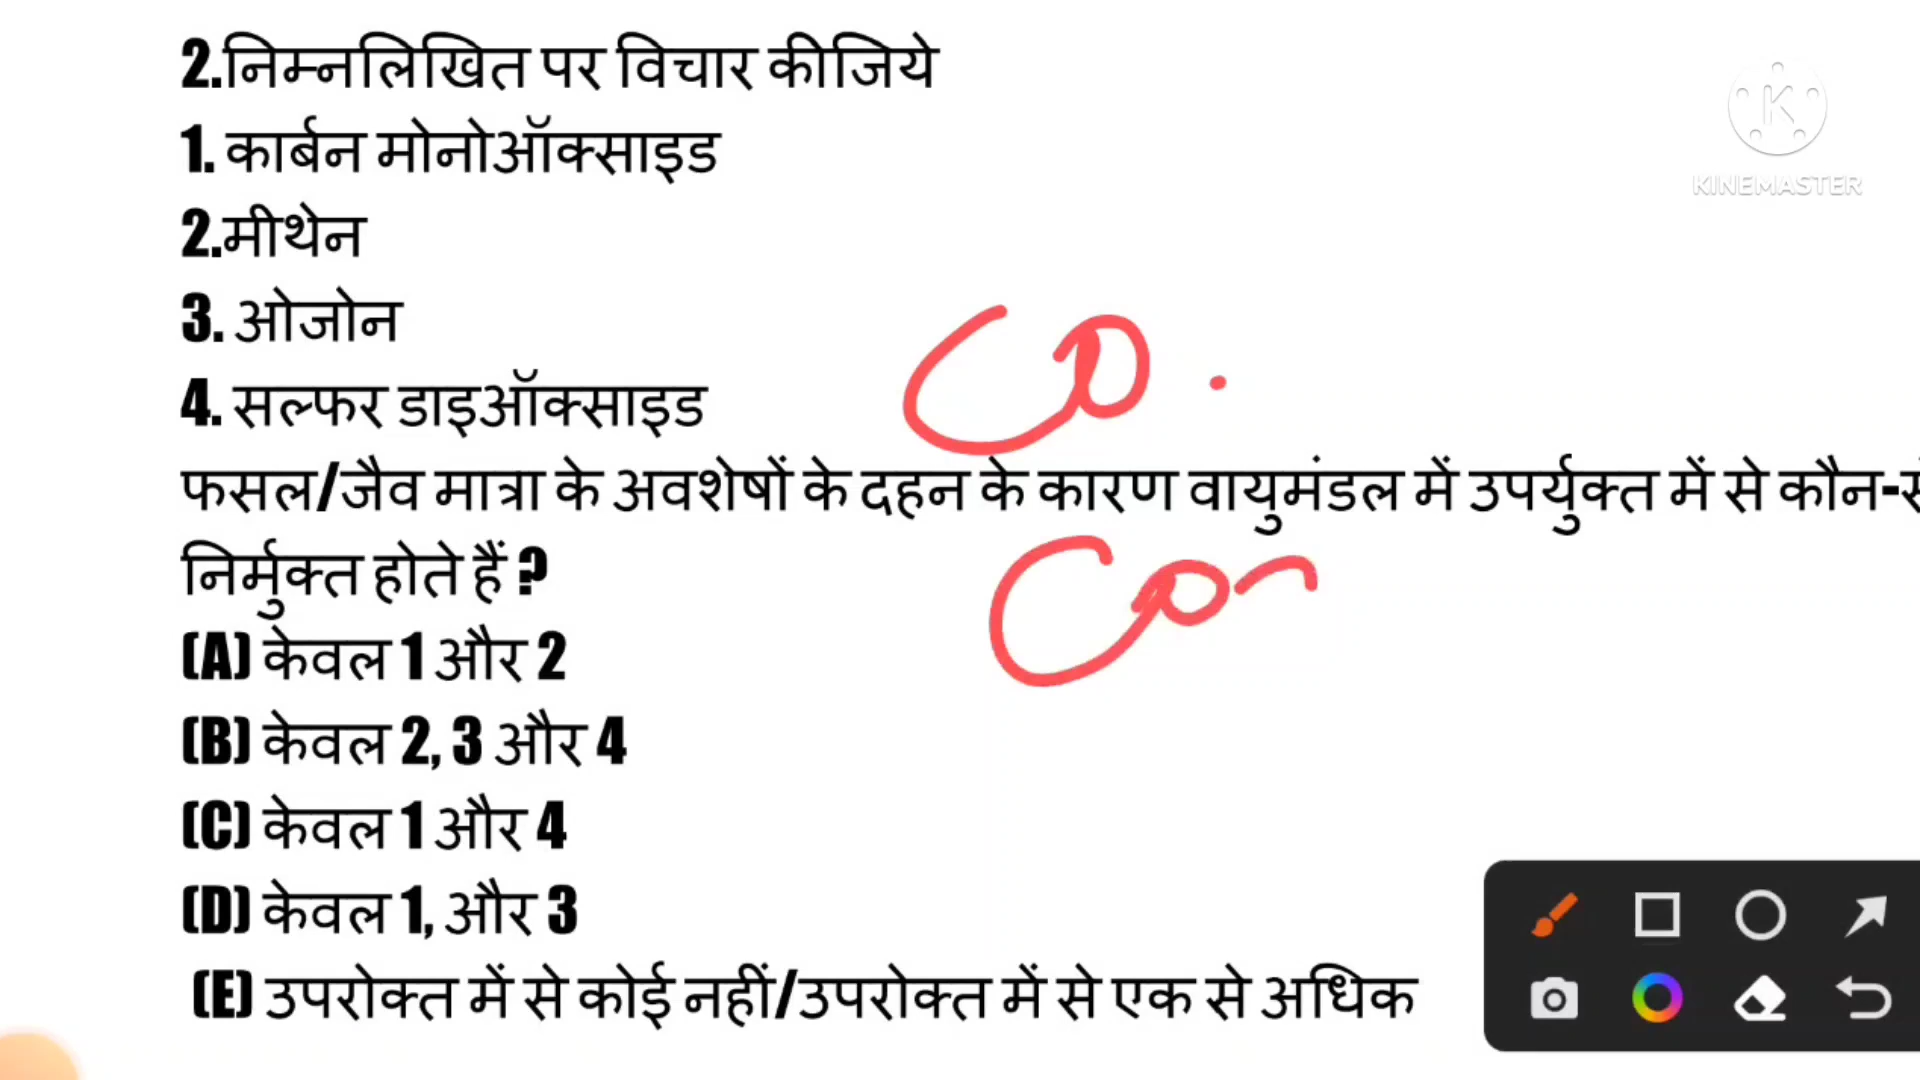 2.निम्नलिखित पर विचार कीजिये
1. कार्बन मोनोऑक्साइड
2.मीथेन
3. ओजोन
4. सल्फर डाइऑक्साइड
फसल/जैव मात्रा के अवशेषों के दहन के कारण वायुमंडल में उपर्युक्त में से कौन-
निर्मुक्त होते हैं ?
(A) केवल 1 और 2
(B) केवल 2, 3 और 4
(C) केवल 1 और 4
(D) केवल 1, और 3
(E) उपरोक्त में से कोई नहीं/उपरोक्त में से एक से अधिक
CO
K
KINEMASTER